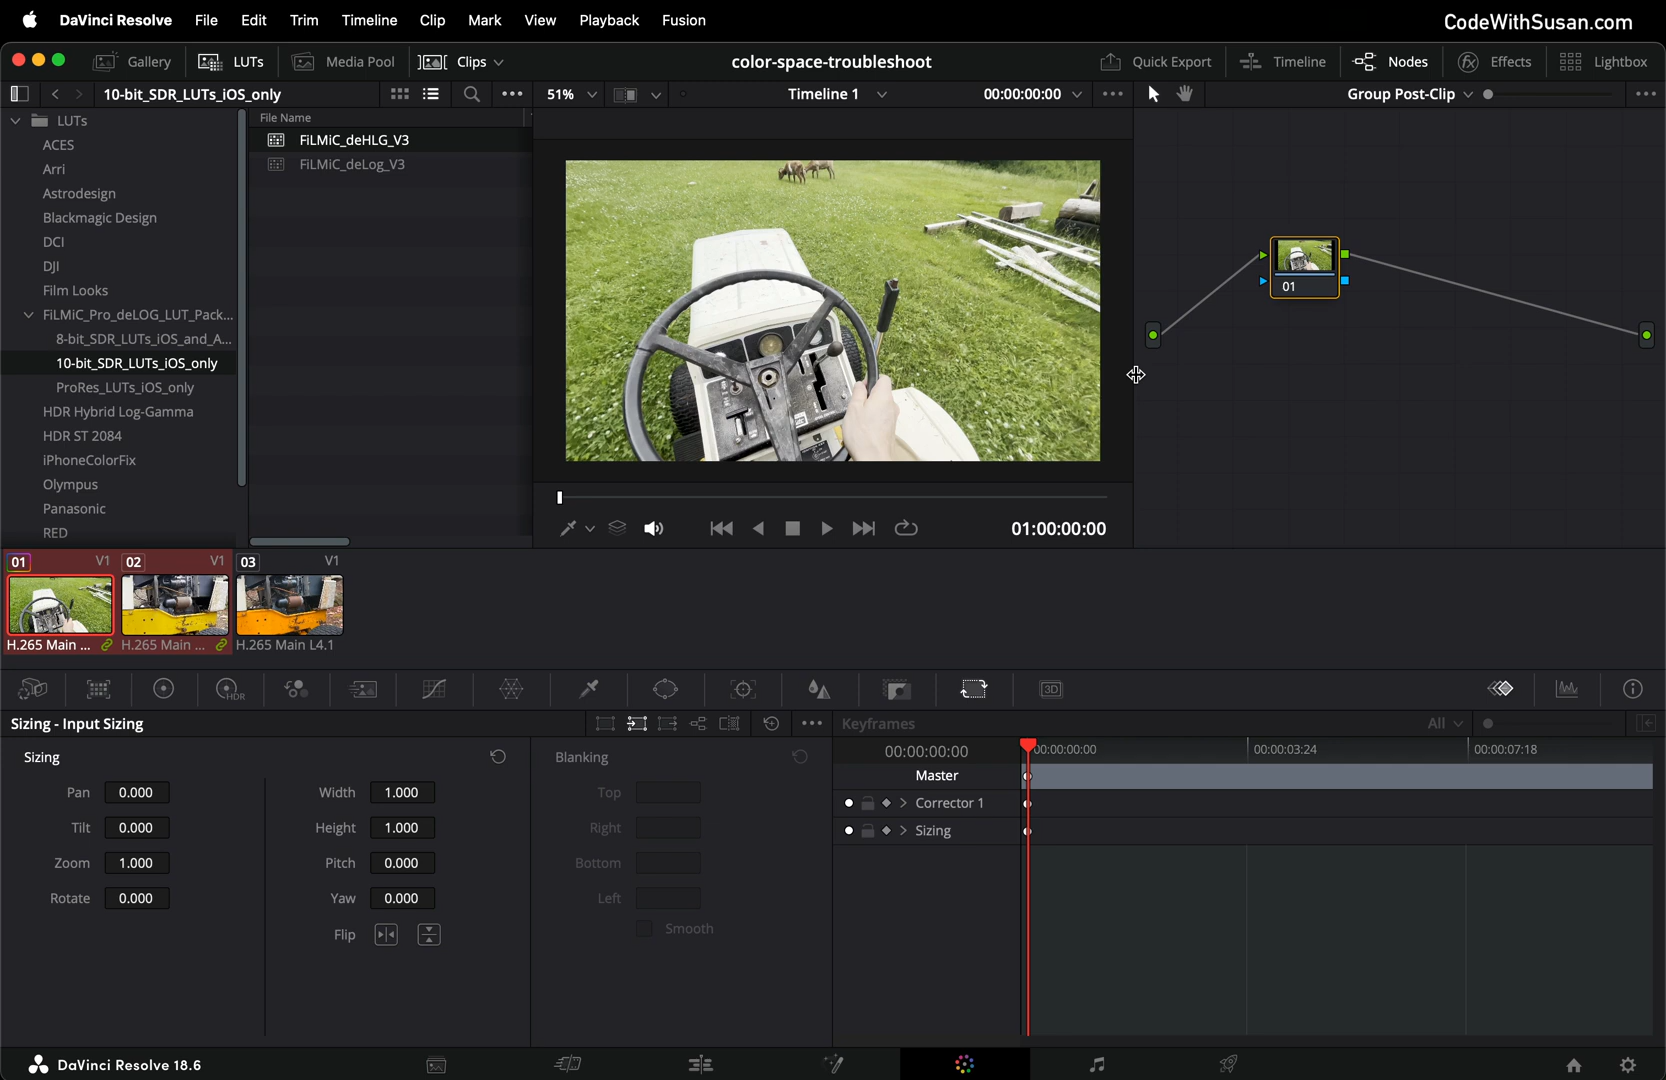 DaVinci Resolve File Edit Trim Timeline Clip Mark View Playback Fusion CodeWithSusan.com
Gallery LUTs Media Pool Clips color-space-troubleshoot Quick Export Timeline Nodes Effects Lightbox
10-bit_SDR_LUTs_iOS_only 51% Timeline 1 00:00:00:00 Group Post-Clip
LUTs
ACES
Arri
Astrodesign
Blackmagic Design
DCI
DJI
Film Looks
FiLMiC_Pro_deLOG_LUT_Pack...
8-bit_SDR_LUTs_iOS_and_A...
10-bit_SDR_LUTs_iOS_only
ProRes_LUTs_iOS_only
HDR Hybrid Log-Gamma
HDR ST 2084
iPhoneColorFix
Olympus
Panasonic
RED
File Name
FiLMiC_deHLG_V3
FiLMiC_deLog_V3
01:00:00:00
01
01 V1 02 V1 03 V1
H.265 Main ... H.265 Main ... H.265 Main L4.1
HDR 3D
Sizing - Input Sizing
Sizing
Pan 0.000 Width 1.000
Tilt 0.000 Height 1.000
Zoom 1.000 Pitch 0.000
Rotate 0.000 Yaw 0.000
Flip
Blanking
Top
Right
Bottom
Left
Smooth
Keyframes All
00:00:00:00 00:00:00:00 00:00:03:24 00:00:07:18
Master
Corrector 1
Sizing
DaVinci Resolve 18.6